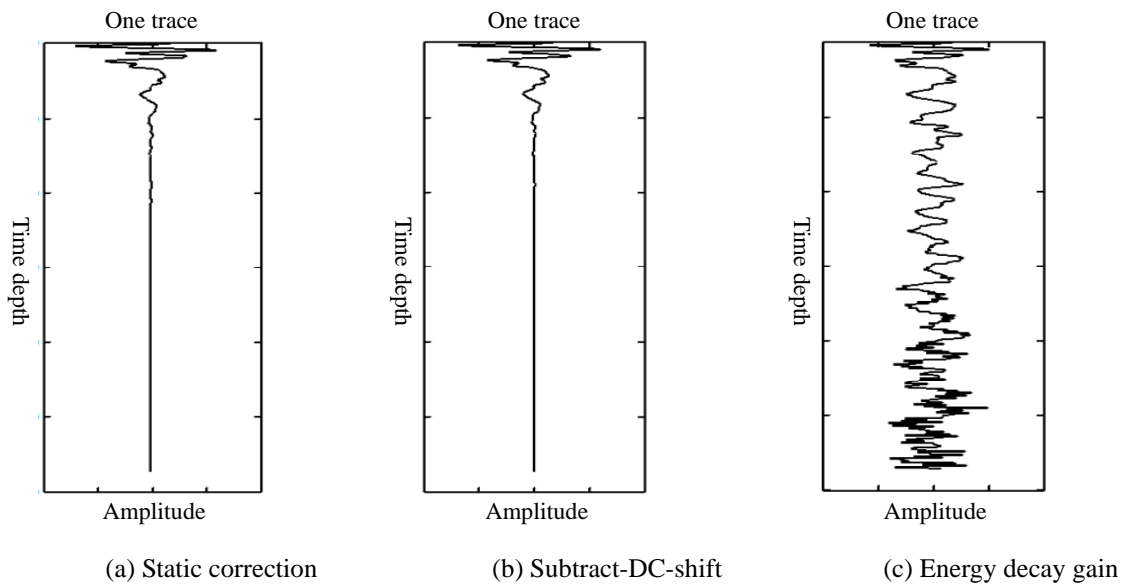 One trace
One trace
One trace
Time depth
Time depth
Time depth
Amplitude
Amplitude
Amplitude
(a) Static correction
(b) Subtract-DC-shift
(c) Energy decay gain